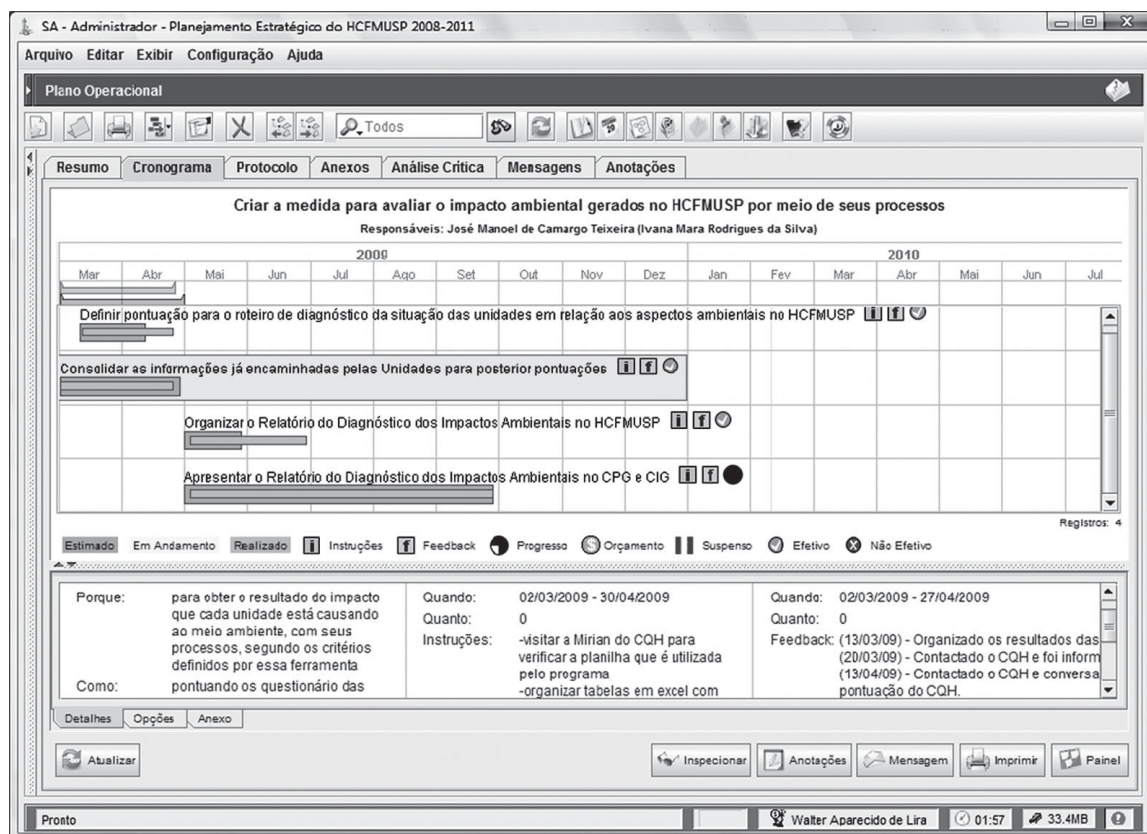 SA - Administrador - Planejamento Estratégico do HCFMUSP 2008-2011
Arquivo Editar Exibir Configuração Ajuda
Plano Operacional
Todos
Resumo Cronograma Protocolo Anexos Análise Crítica Mensagens Anotações
Criar a medida para avaliar o impacto ambiental gerados no HCFMUSP por meio de seus processos
Responsáveis: José Manoel de Camargo Teixeira (Ivana Mara Rodrigues da Silva)
2009 2010
Mar Abr Mai Jun Jul Ago Set Out Nov Dez Jan Fev Mar Abr Mai Jun Jul
Definir pontuação para o roteiro de diagnóstico da situação das unidades em relação aos aspectos ambientais no HCFMUSP i f
Consolidar as informações já encaminhadas pelas Unidades para posterior pontuações i f
Organizar o Relatório do Diagnóstico dos Impactos Ambientais no HCFMUSP i f
Apresentar o Relatório do Diagnóstico dos Impactos Ambientais no CPG e CIG i f
Registros: 4
Estimado Em Andamento Realizado i Instruções f Feedback Progresso $ Orçamento Suspenso Efetivo Não Efetivo
Porque: para obter o resultado do impacto
que cada unidade está causando
ao meio ambiente, com seus
processos, segundo os critérios
definidos por essa ferramenta
Como: pontuando os questionário das
Quando: 02/03/2009 - 30/04/2009
Quanto: 0
Instruções: -visitar a Mirian do CQH para
verificar a planilha que é utilizada
pelo programa
-organizar tabelas em excel com
Quando: 02/03/2009 - 27/04/2009
Quanto: 0
Feedback: (13/03/09) - Organizado os resultados das
(20/03/09) - Contactado o CQH e foi inform
(13/04/09) - Contactado o CQH e conversa
pontuação do CQH.
Detalhes Opções Anexo
Atualizar Inspecionar Anotações Mensagem Imprimir Painel
Pronto Walter Aparecido de Lira 01:57 33.4MB